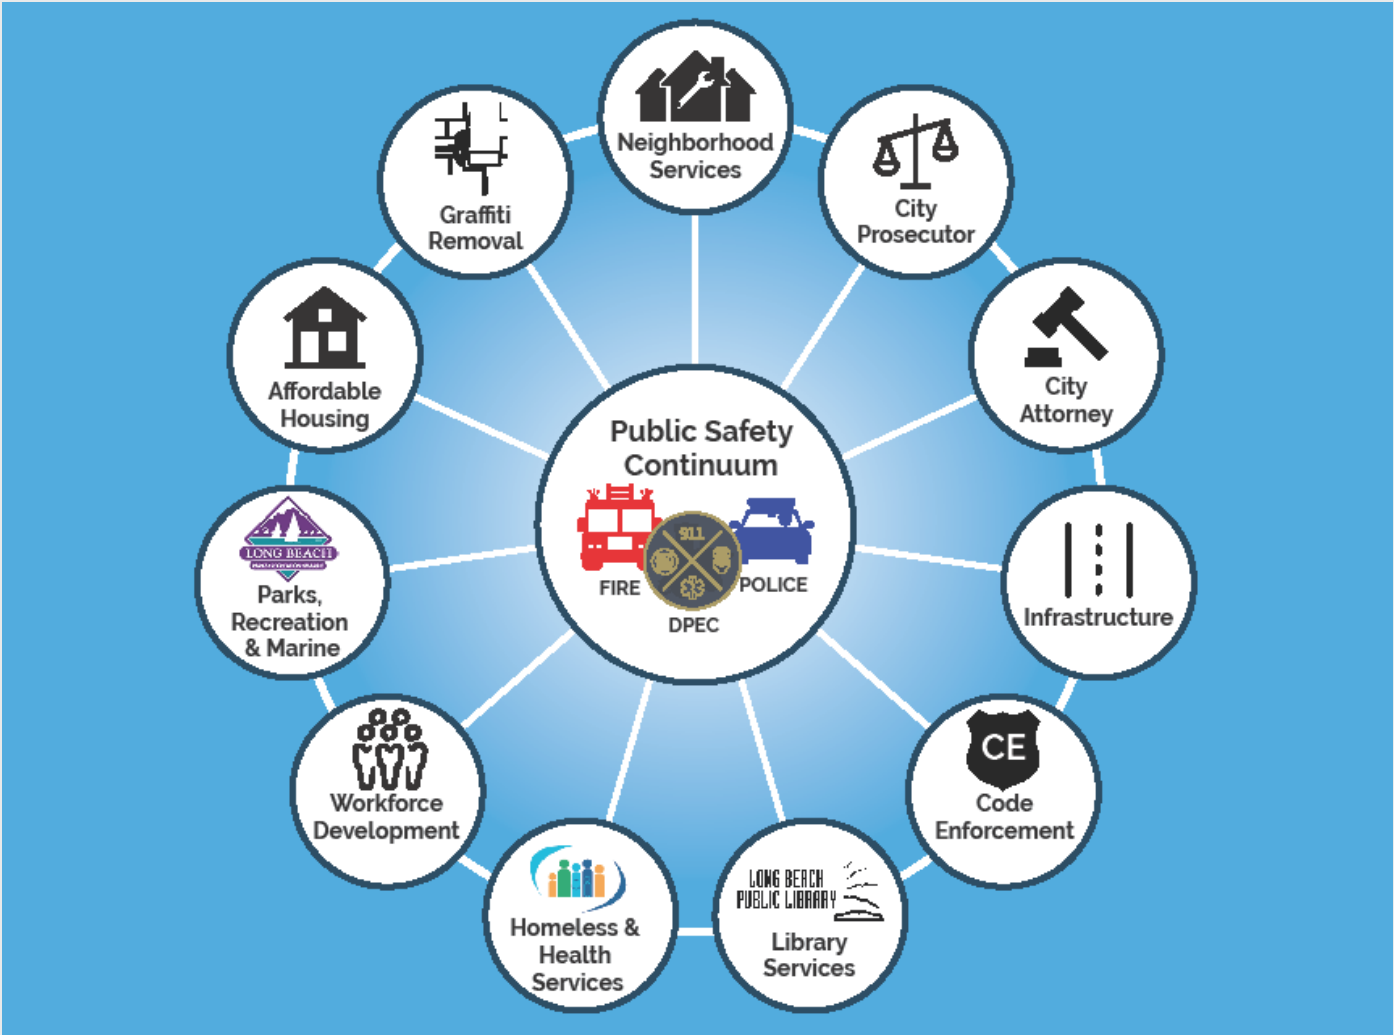 Neighborhood
Services
City
Prosecutor
City
Attorney
Infrastructure
CE
Code
Enforcement
LONG BEACH
PUBLIC LIBRARY
Library
Services
Homeless &
Health
Services
Workforce
Development
LONG BEACH
Parks,
Recreation
& Marine
Affordable
Housing
Graffiti
Removal
Public Safety
Continuum
911
FIRE
POLICE
DPEC